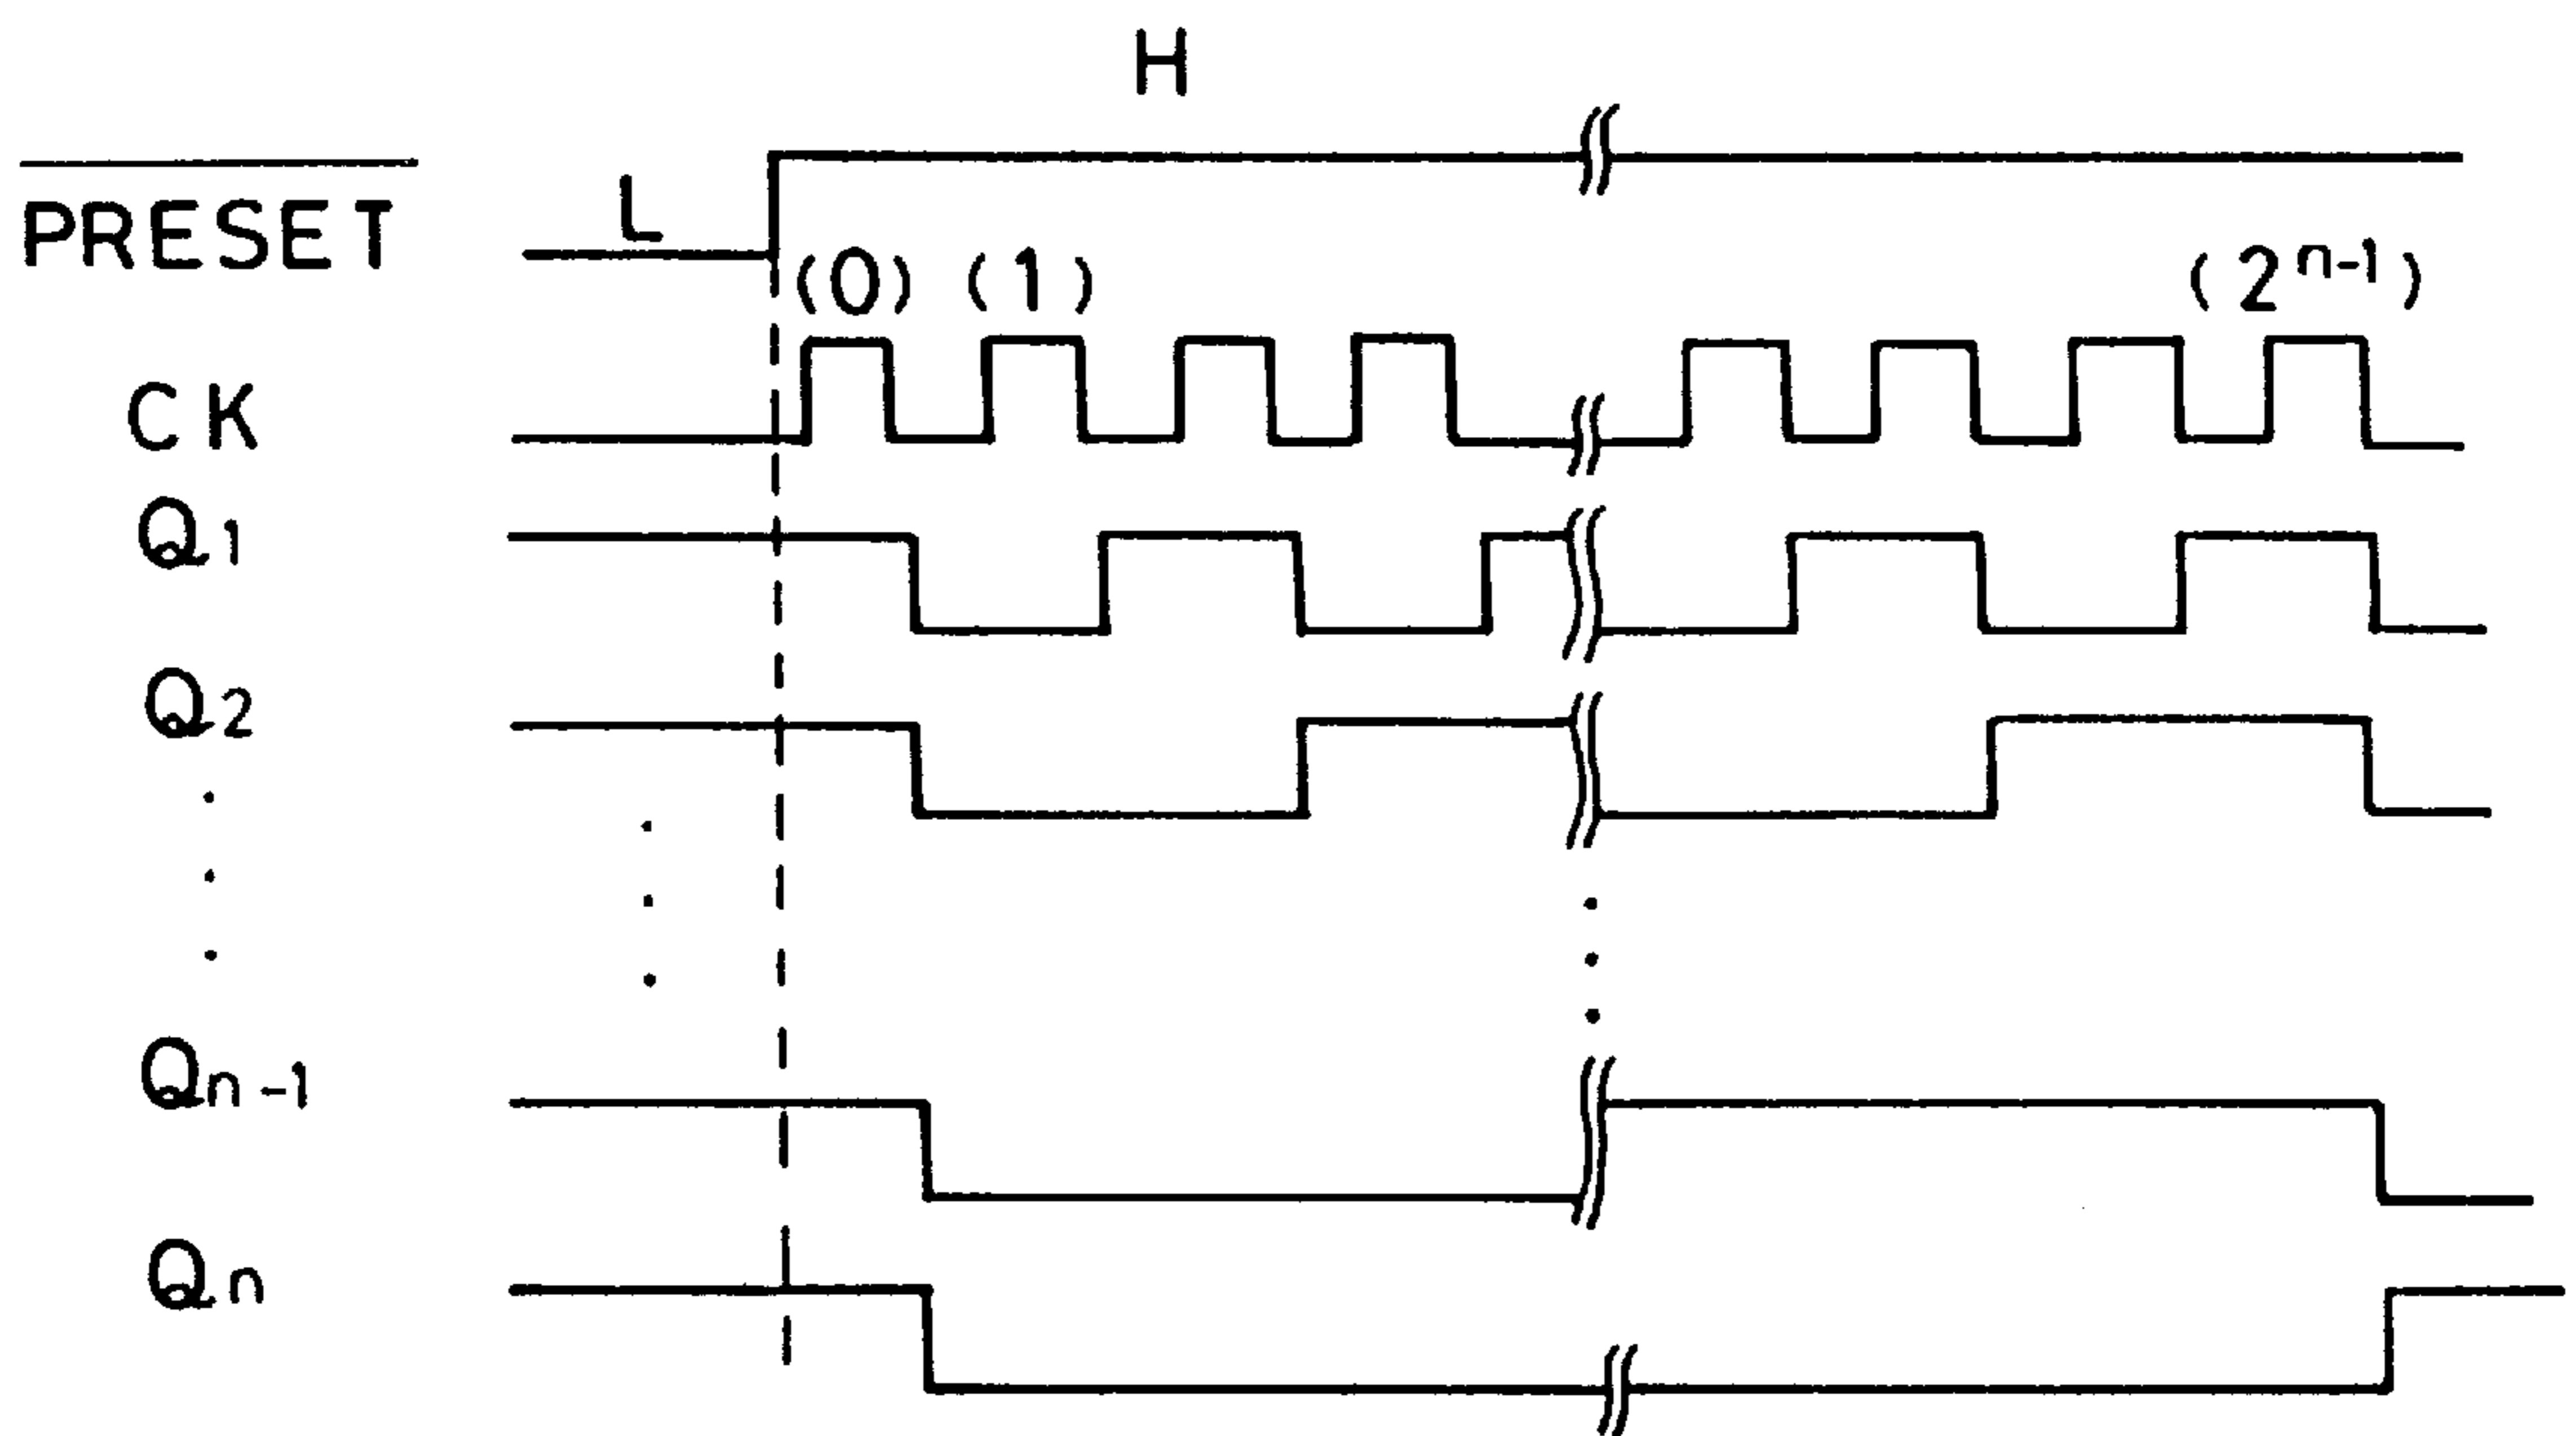 H
PRESET L
(0) (1) (2ⁿ⁻¹)
CK
Q₁
Q₂
Qₙ₋₁
Qₙ